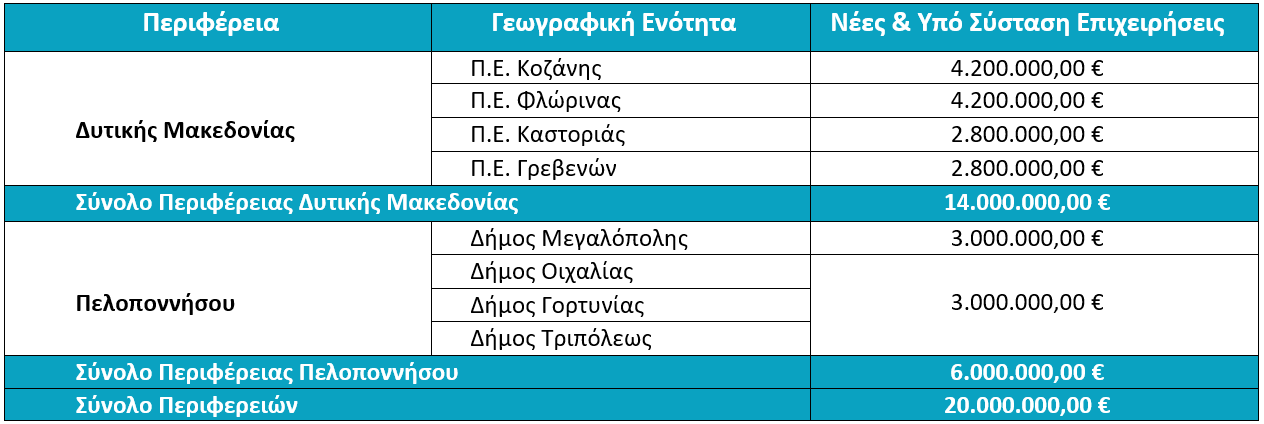 Περιφέρεια Γεωγραφική Ενότητα Νέες & Υπό Σύσταση Επιχειρήσεις
Π.Ε. Κοζάνης 4.200.000,00 €
Π.Ε. Φλώρινας 4.200.000,00 €
Δυτικής Μακεδονίας
Π.Ε. Καστοριάς 2.800.000,00 €
Π.Ε. Γρεβενών 2.800.000,00 €
Σύνολο Περιφέρειας Δυτικής Μακεδονίας 14.000.000,00 €
Δήμος Μεγαλόπολης 3.000.000,00 €
Δήμος Οιχαλίας
Πελοποννήσου Δήμος Γορτυνίας 3.000.000,00 €
Δήμος Τριπόλεως
Σύνολο Περιφέρειας Πελοποννήσου 6.000.000,00 €
Σύνολο Περιφερειών 20.000.000,00 €